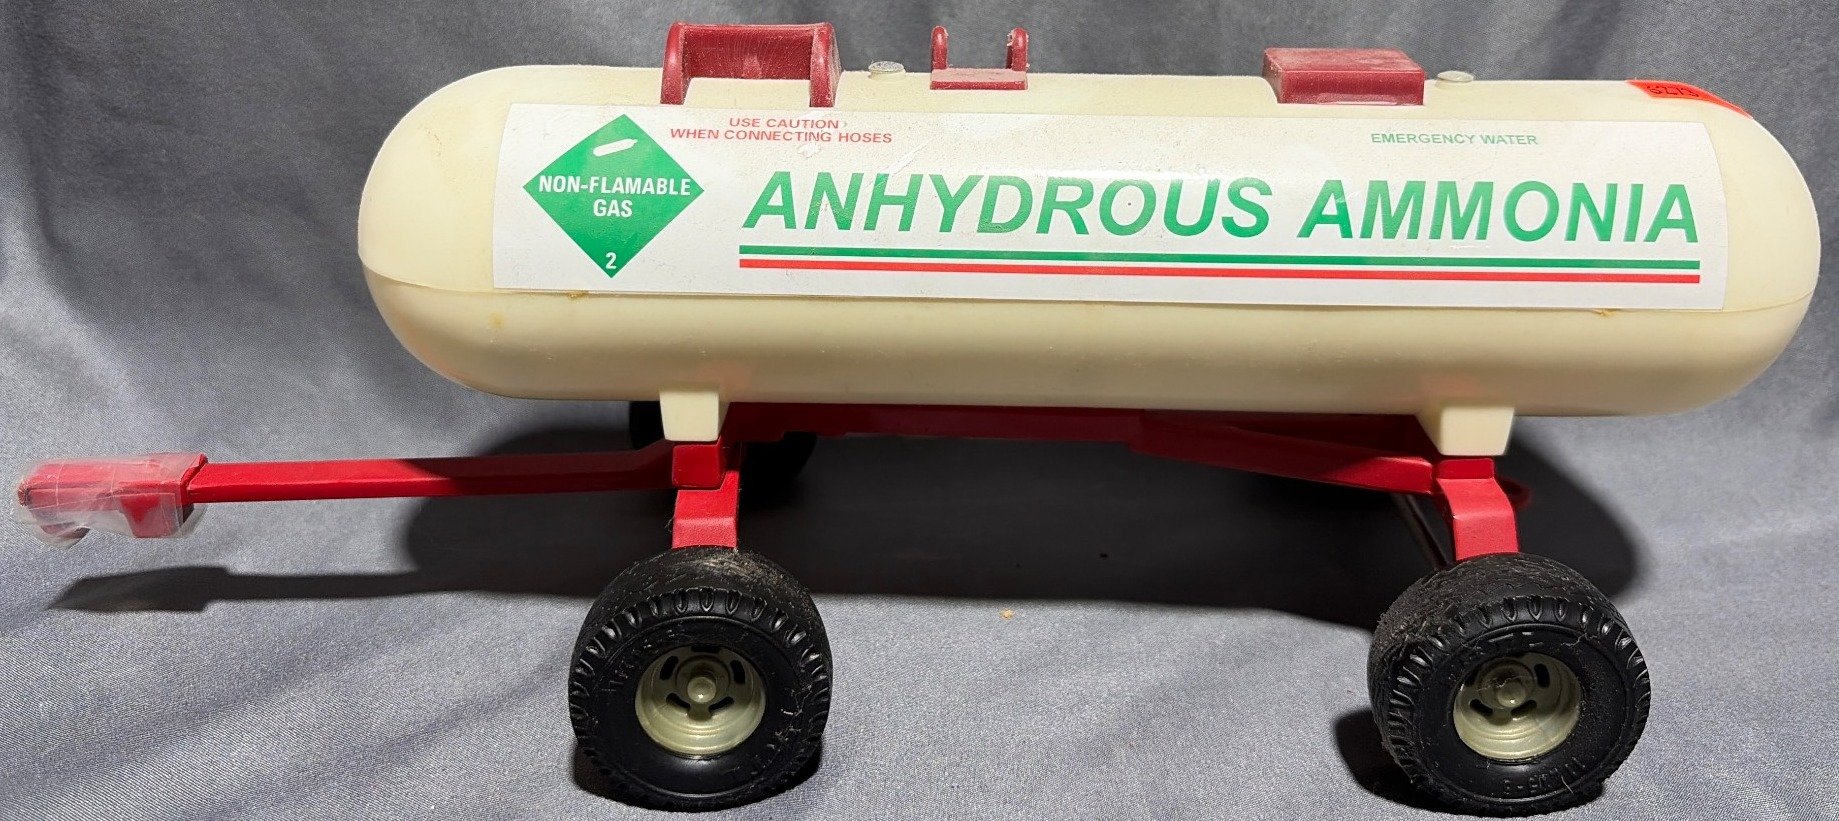 USE CAUTION
WHEN CONNECTING HOSES
EMERGENCY WATER
NON-FLAMABLE
GAS
2
ANHYDROUS AMMONIA